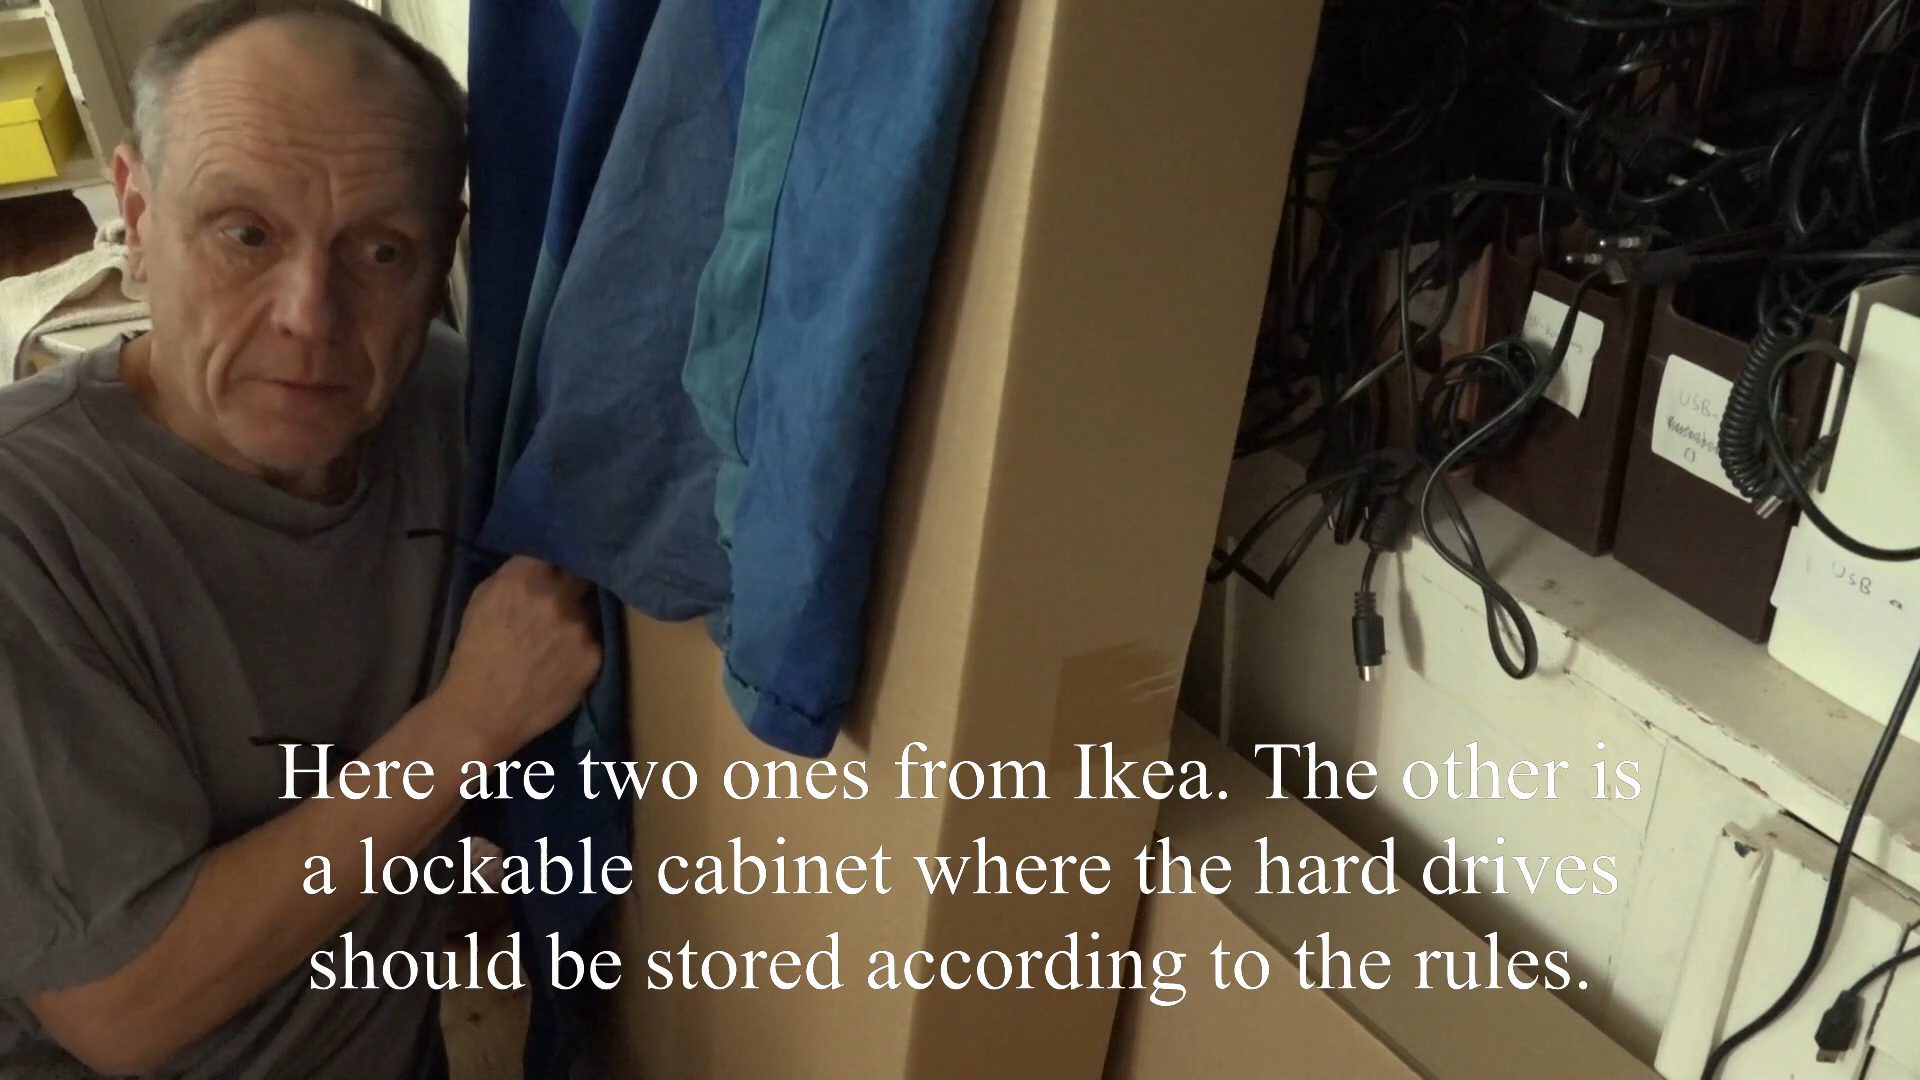 USB-
USB a
Here are two ones from Ikea. The other is
a lockable cabinet where the hard drives
should be stored according to the rules.